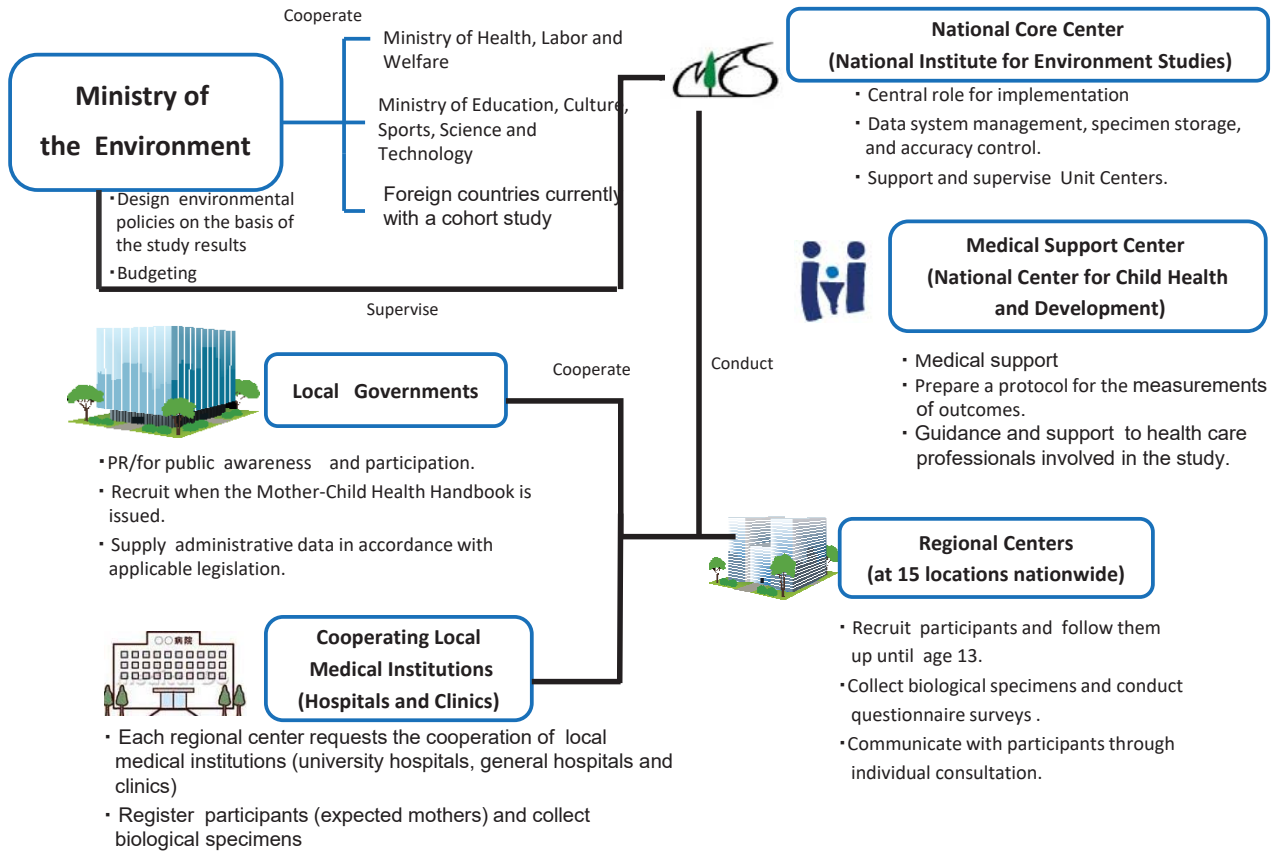 Cooperate
Ministry of
the Environment
Ministry of Health, Labor and
Welfare
Ministry of Education, Culture,
Sports, Science and
Technology
Foreign countries currently
with a cohort study
・Design environmental
policies on the basis of
the study results
・Budgeting
Supervise
National Core Center
(National Institute for Environment Studies)
・Central role for implementation
・Data system management, specimen storage,
and accuracy control.
・Support and supervise Unit Centers.
Medical Support Center
(National Center for Child Health
and Development)
・Medical support
・Prepare a protocol for the measurements
of outcomes.
・Guidance and support to health care
professionals involved in the study.
Local Governments
Cooperate
Conduct
・PR/for public awareness and participation.
・Recruit when the Mother-Child Health Handbook is
issued.
・Supply administrative data in accordance with
applicable legislation.
Regional Centers
(at 15 locations nationwide)
・Recruit participants and follow them
up until age 13.
・Collect biological specimens and conduct
questionnaire surveys .
・Communicate with participants through
individual consultation.
〇〇病院
Cooperating Local
Medical Institutions
(Hospitals and Clinics)
・Each regional center requests the cooperation of local
medical institutions (university hospitals, general hospitals and
clinics)
・Register participants (expected mothers) and collect
biological specimens